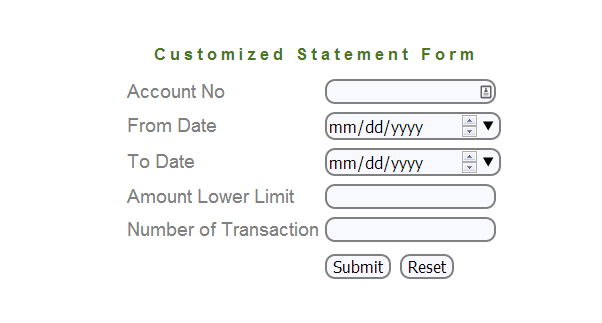 Customized Statement Form
Account No
From Date mm/dd/yyyy
To Date mm/dd/yyyy
Amount Lower Limit
Number of Transaction
Submit Reset